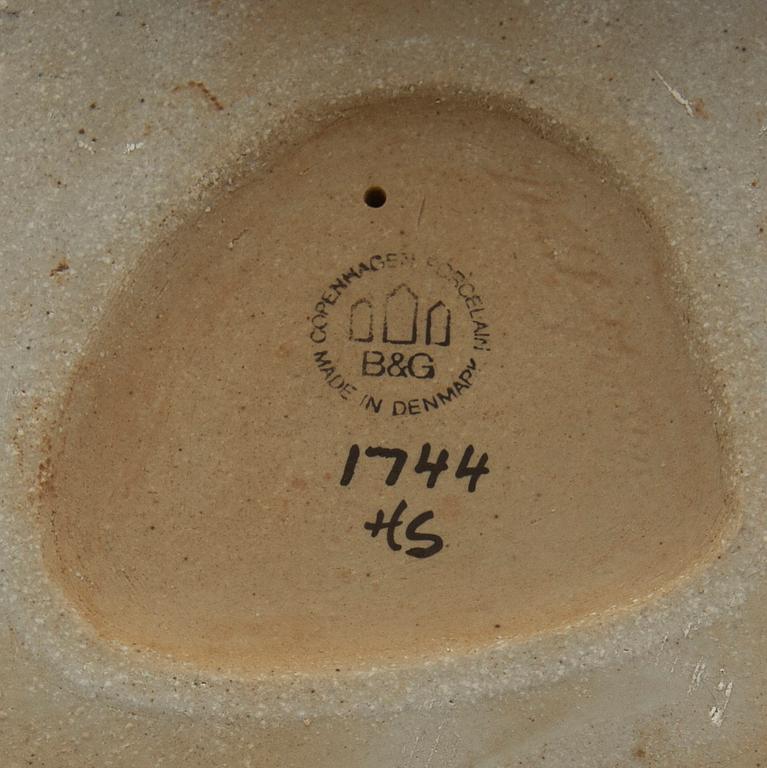 COPENHAGEN PORCELAIN
B&G
MADE IN DENMARK
1744
HS